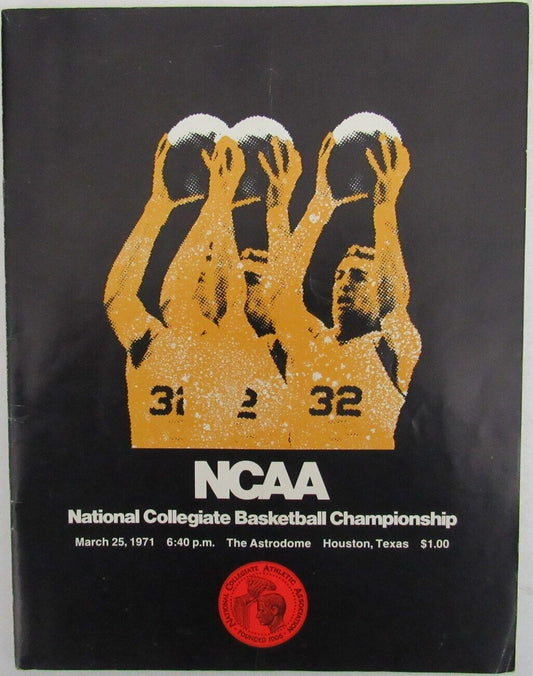 31 2 32
NCAA
National Collegiate Basketball Championship
March 25, 1971 6:40 p.m. The Astrodome Houston, Texas $1.00
NATIONAL COLLEGIATE ATHLETIC ASSOCIATION
FOUNDED 1906